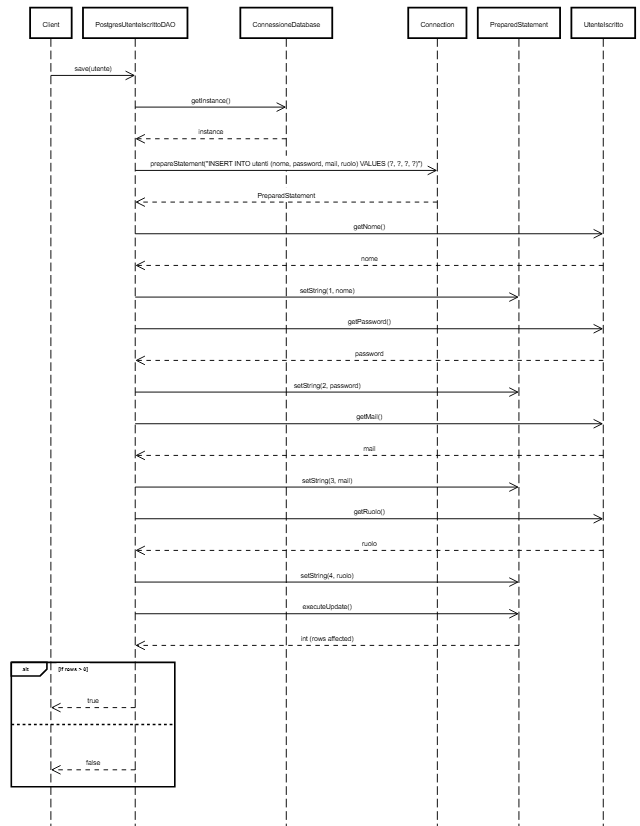 Client PostgresUtenteIscrittoDAO ConnessioneDatabase Connection PreparedStatement UtenteIscritto
save(utente)
getInstance()
instance
prepareStatement("INSERT INTO utenti (nome, password, mail, ruolo) VALUES (?, ?, ?, ?)")
PreparedStatement
getNome()
nome
setString(1, nome)
getPassword()
password
setString(2, password)
getMail()
mail
setString(3, mail)
getRuolo()
ruolo
setString(4, ruolo)
executeUpdate()
int (rows affected)
alt [if rows > 0]
true
false